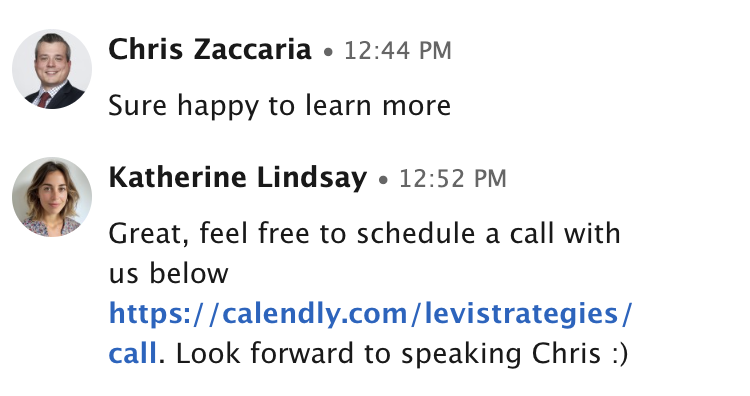 Chris Zaccaria • 12:44 PM
Sure happy to learn more
Katherine Lindsay • 12:52 PM
Great, feel free to schedule a call with
us below
https://calendly.com/levistrategies/
call. Look forward to speaking Chris :)